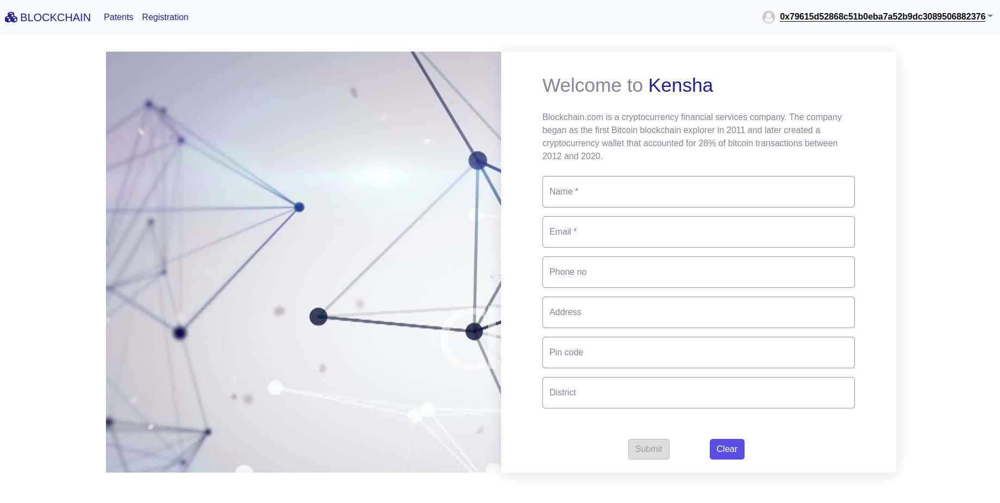 BLOCKCHAIN Patents Registration 0x79615d52868c51b0eba7a52b9dc3089506882376
Welcome to Kensha
Blockchain.com is a cryptocurrency financial services company. The company
began as the first Bitcoin blockchain explorer in 2011 and later created a
cryptocurrency wallet that accounted for 28% of bitcoin transactions between
2012 and 2020.
Name *
Email *
Phone no
Address
Pin code
District
Submit Clear